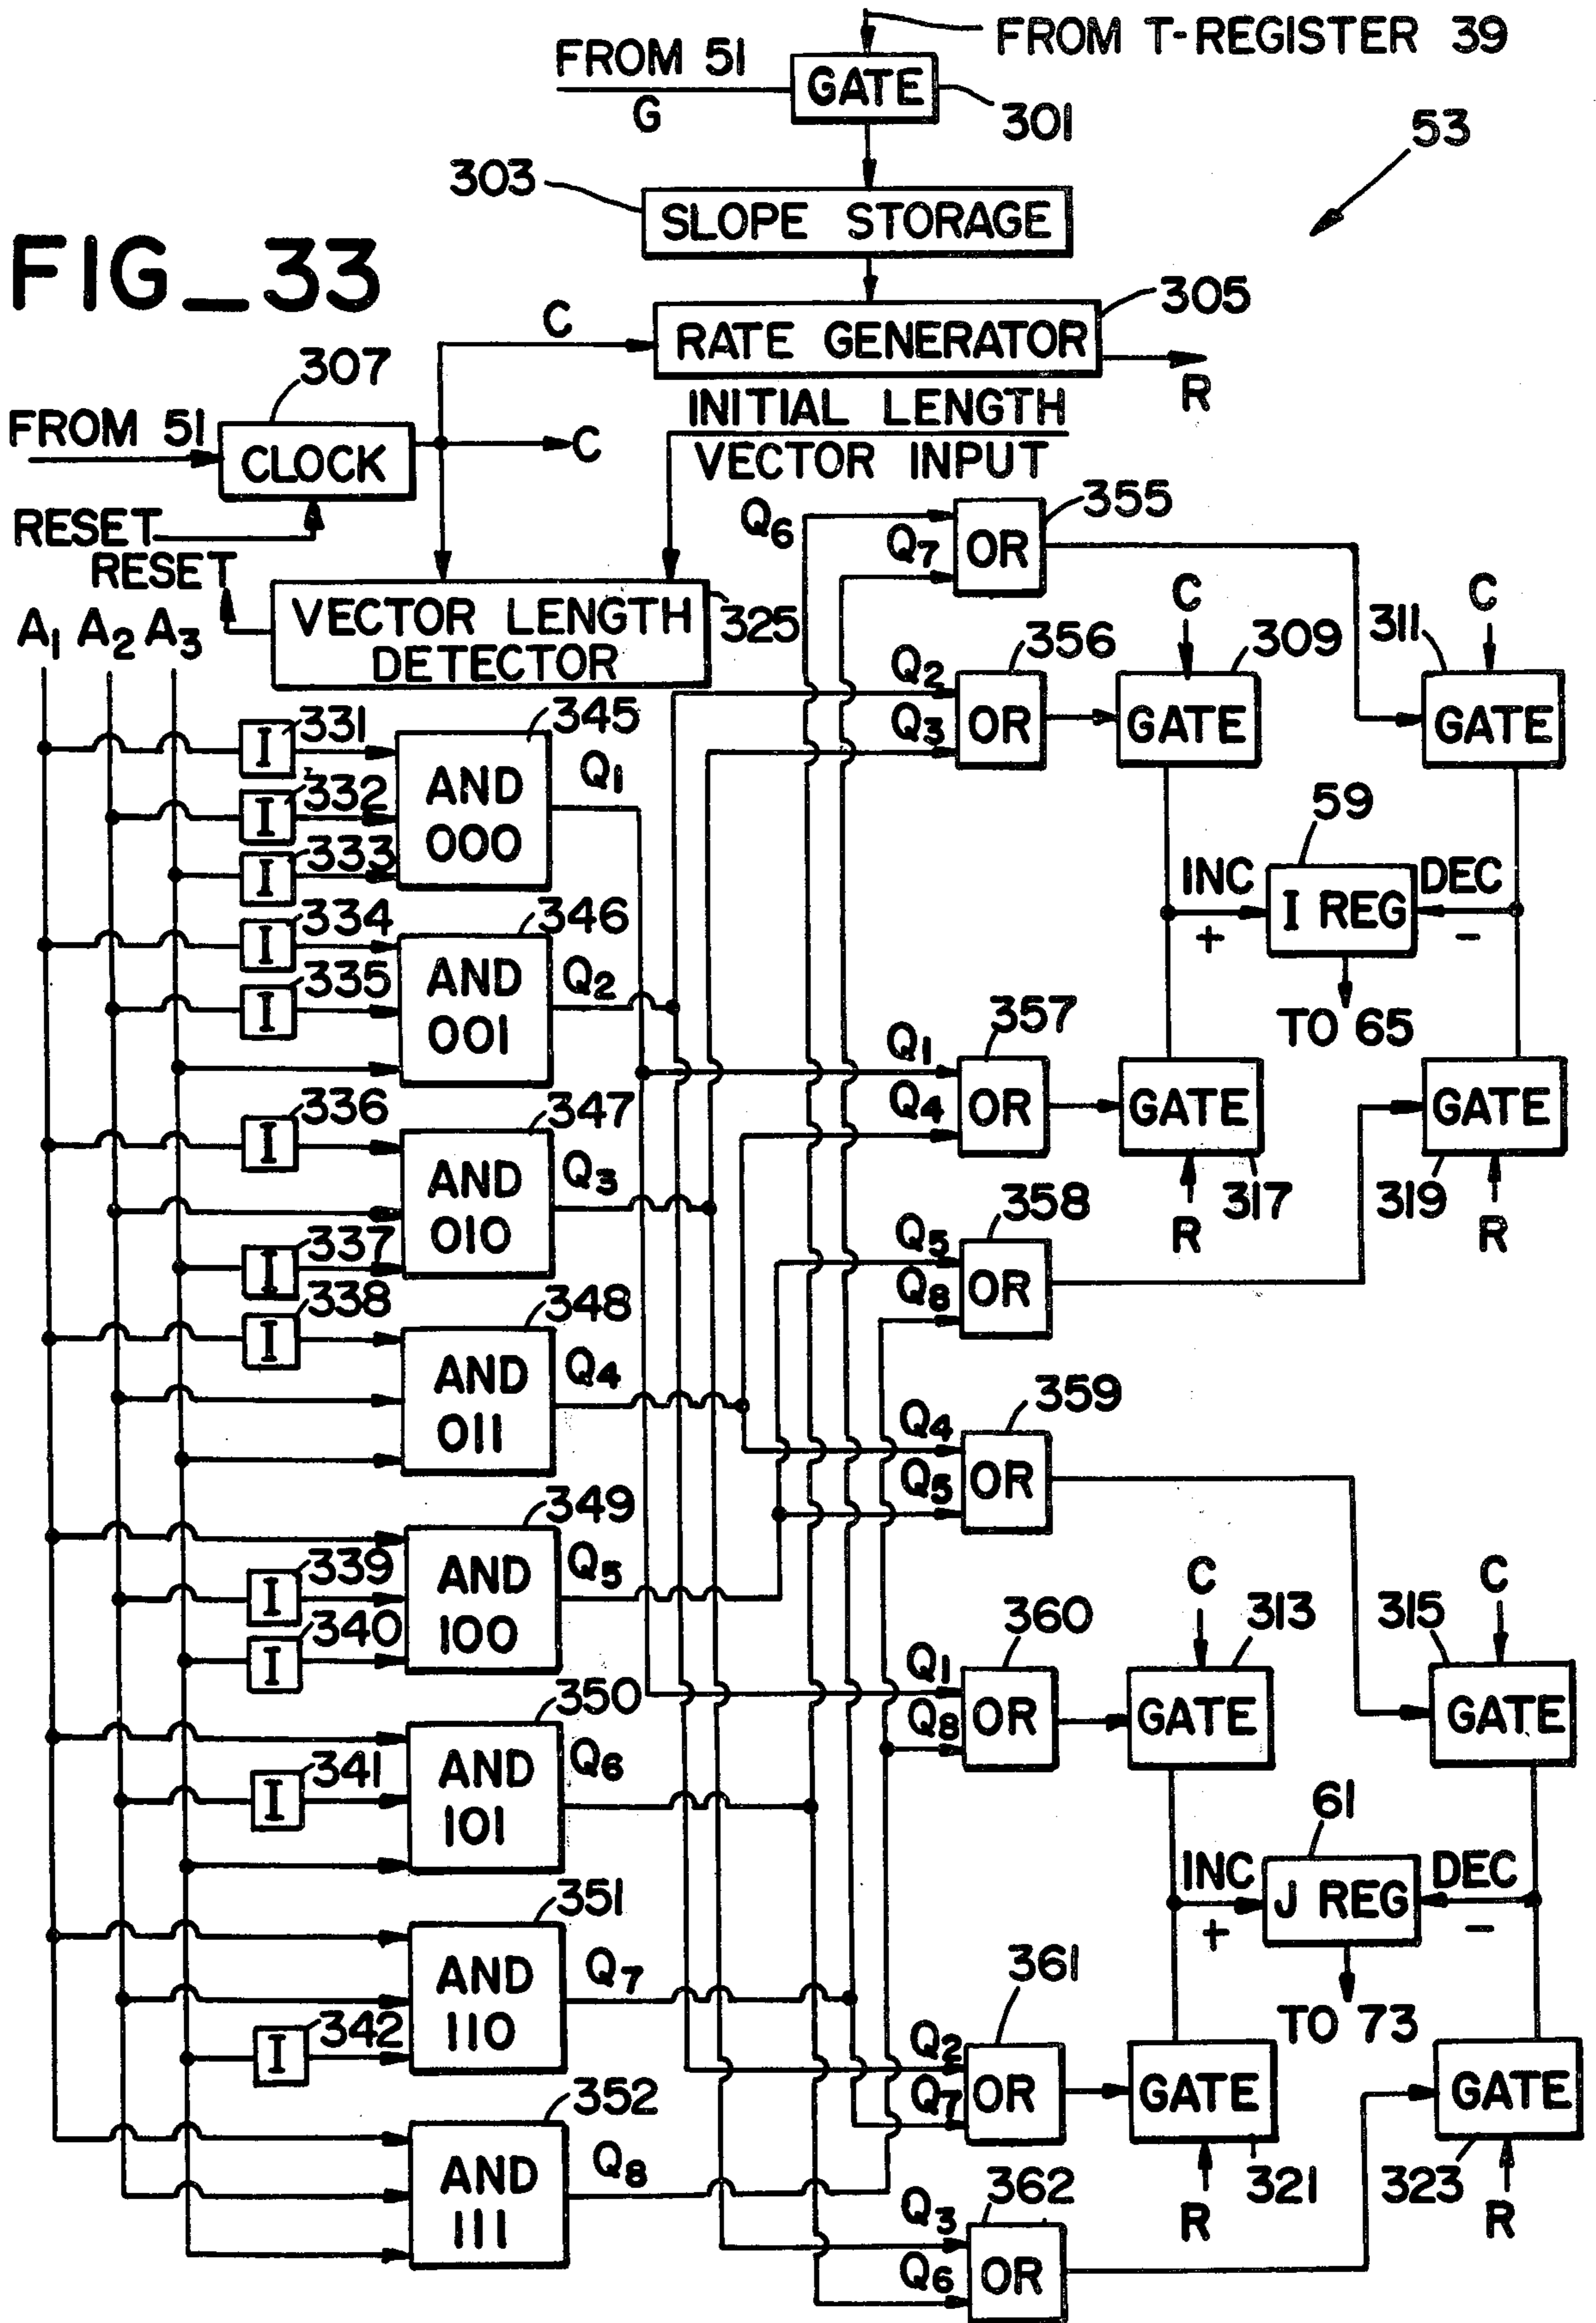 FROM T-REGISTER 39
FROM 51
G
GATE
301
53
303
SLOPE STORAGE
FIG_33
305
C
RATE GENERATOR
R
307
FROM 51
CLOCK
C
INITIAL LENGTH
VECTOR INPUT
RESET
RESET
VECTOR LENGTH
DETECTOR
325
A1 A2 A3
Q6
Q7
OR
355
C
C
Q2
Q3
OR
356
GATE
309
311
GATE
I
331
I
332
I
333
AND
000
345
Q1
59
INC
+
I REG
DEC
-
TO 65
I
334
I
335
AND
001
346
Q2
Q1
Q4
OR
357
GATE
R
317
GATE
319
R
I
336
I
337
AND
010
347
Q3
Q5
Q8
OR
358
I
338
AND
011
348
Q4
Q4
Q5
OR
359
AND
100
349
I
339
I
340
Q5
C
C
Q1
Q8
OR
360
GATE
313
315
GATE
AND
101
350
I
341
Q6
61
INC
+
J REG
DEC
-
TO 73
AND
110
351
I
342
Q7
Q2
Q7
OR
361
GATE
R
321
GATE
323
R
AND
111
352
Q8
Q3
Q6
OR
362